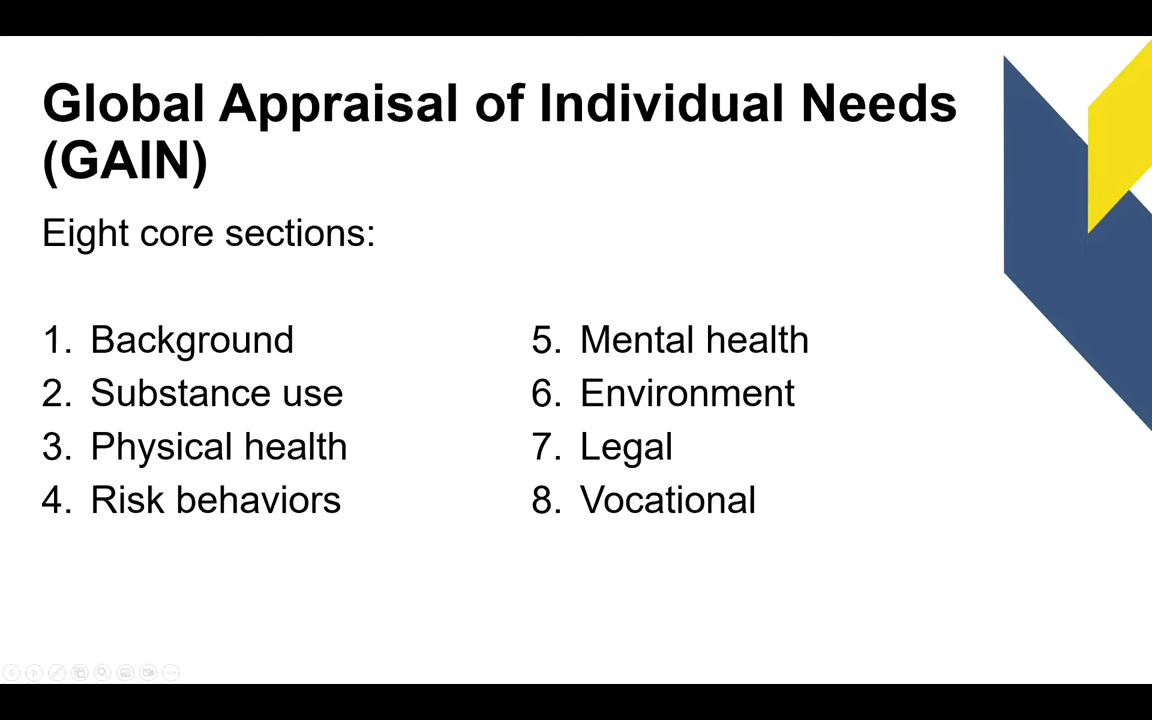 Global Appraisal of Individual Needs
(GAIN)
Eight core sections:
1. Background
2. Substance use
3. Physical health
4. Risk behaviors
5. Mental health
6. Environment
7. Legal
8. Vocational